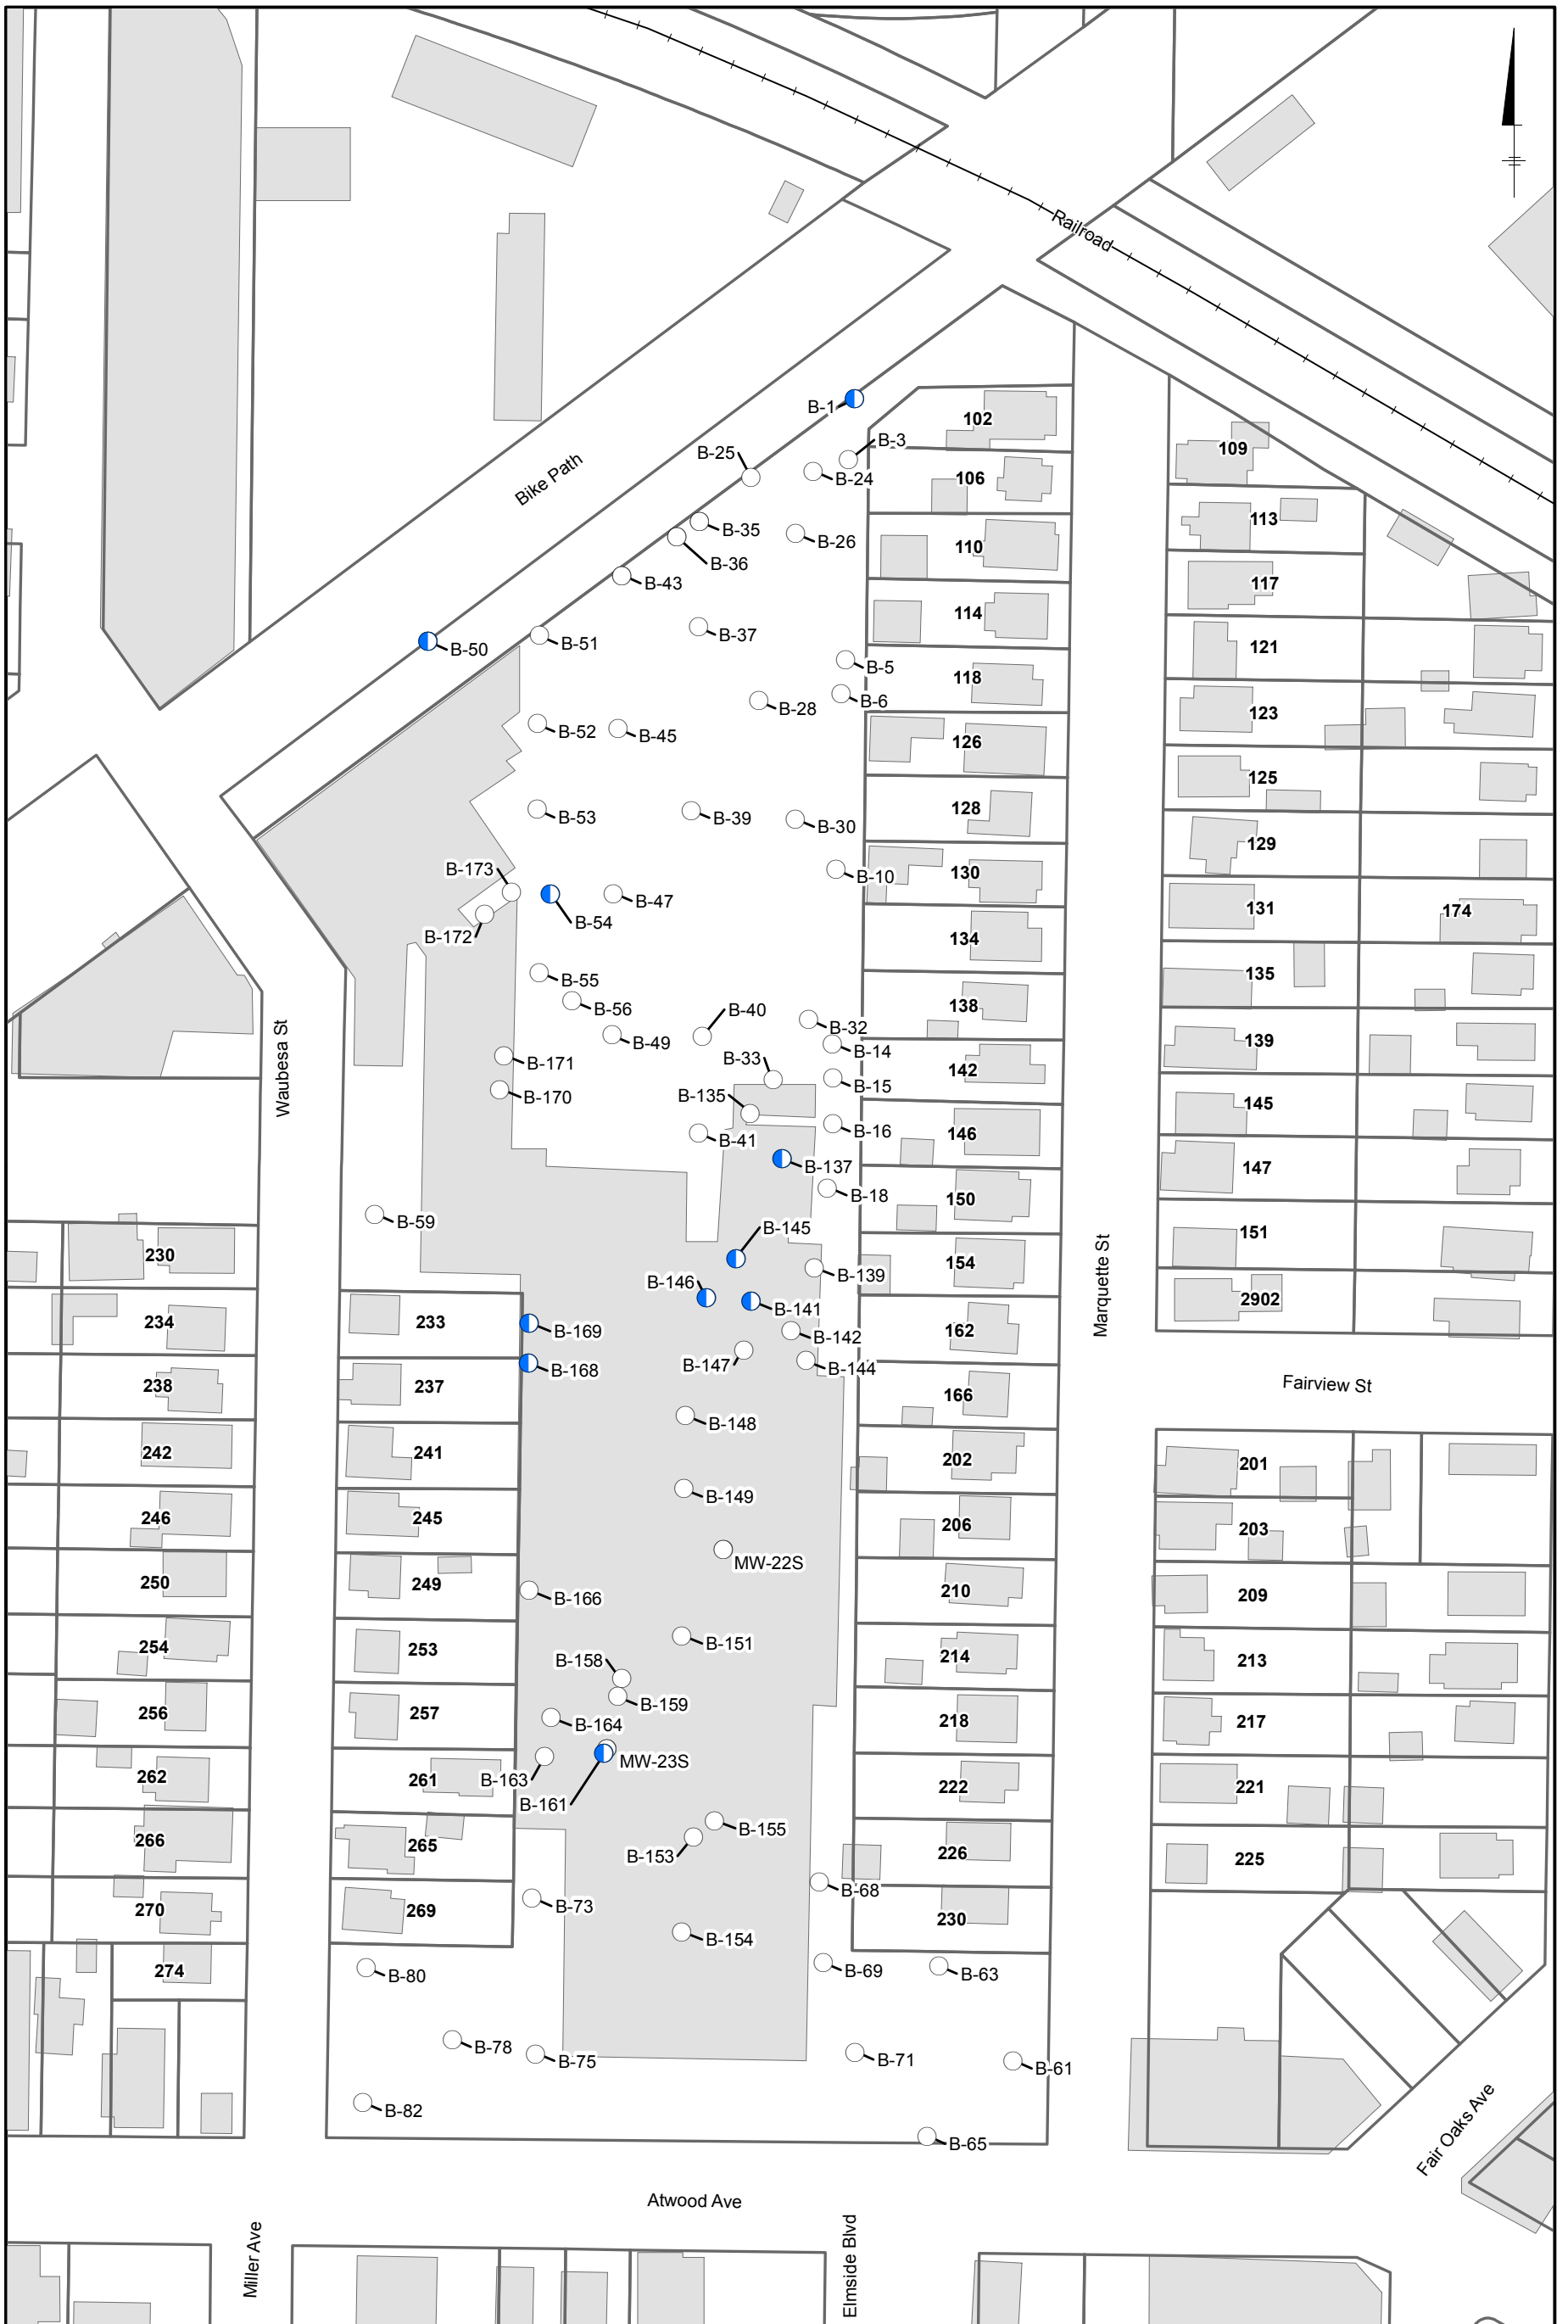 Railroad
B-1
102
B-3
109
B-25
B-24
106
Bike Path
113
B-35
B-26
110
B-36
B-43
117
114
B-37
121
B-50
B-51
B-5
118
B-6
B-28
123
B-52
B-45
126
125
128
B-53
B-39
B-30
129
B-173
B-10
130
B-47
131
174
B-54
B-172
134
135
B-55
B-56
B-40
138
B-32
139
B-49
B-14
B-33
B-171
142
Waubesa St
B-15
B-170
B-135
145
B-16
146
B-41
B-137
147
B-18
150
B-59
B-145
151
230
154
B-139
B-146
Marquette St
2902
B-141
234
233
B-169
B-142
162
B-147
B-144
B-168
Fairview St
238
237
166
B-148
242
241
202
201
B-149
246
245
206
203
MW-22S
250
249
210
209
B-166
254
253
B-151
214
213
B-158
B-159
256
257
B-164
218
217
MW-23S
262
261
B-163
222
221
B-161
266
265
B-155
B-153
226
225
B-68
270
269
B-73
230
B-154
274
B-80
B-69
B-63
B-78
B-75
B-71
B-61
B-82
B-65
Fair Oaks Ave
Atwood Ave
Miller Ave
Elmside Blvd